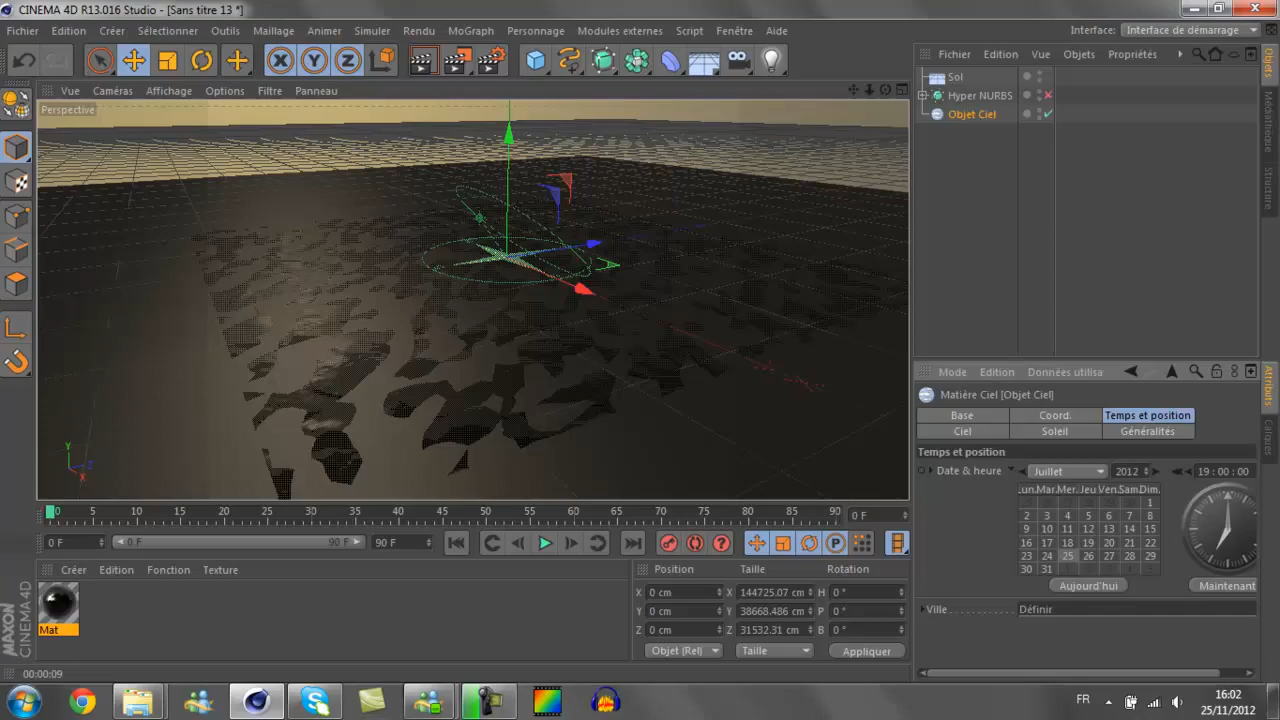 CINEMA 4D R13.016 Studio - [Sans titre 13 *]
Fichier Edition Créer Sélectionner Outils Maillage Animer Simuler Rendu MoGraph Personnage Modules externes Script Fenêtre Aide Interface: Interface de démarrage
Fichier Edition Vue Objets Propriétés
Objets
Médiathèque
Structure
Vue Caméras Affichage Options Filtre Panneau
Perspective
Sol
Hyper NURBS
Objet Ciel
X Y Z
Y
Z
X
Mode Edition Données utilisa
Attributs
Calques
Matière Ciel [Objet Ciel]
Base Coord. Temps et position
Ciel Soleil Généralités
Temps et position
Date & heure Juillet 2012 19 : 00 : 00
Lun. Mar. Mer. Jeu Ven. Sam. Dim.
1
2 3 4 5 6 7 8
9 10 11 12 13 14 15
16 17 18 19 20 21 22
23 24 25 26 27 28 29
30 31
Aujourd'hui Maintenant
Ville Définir
0 5 10 15 20 25 30 35 40 45 50 55 60 65 70 75 80 85 90 0 F
0 F 0 F 90 F 90 F
P
Créer Edition Fonction Texture
Mat
Position Taille Rotation
X 0 cm X 144725.07 cm H 0 °
Y 0 cm Y 38668.486 cm P 0 °
Z 0 cm Z 31532.31 cm B 0 °
Objet (Rel) Taille Appliquer
MAXON
CINEMA 4D
00:00:09
FR
16:02
25/11/2012